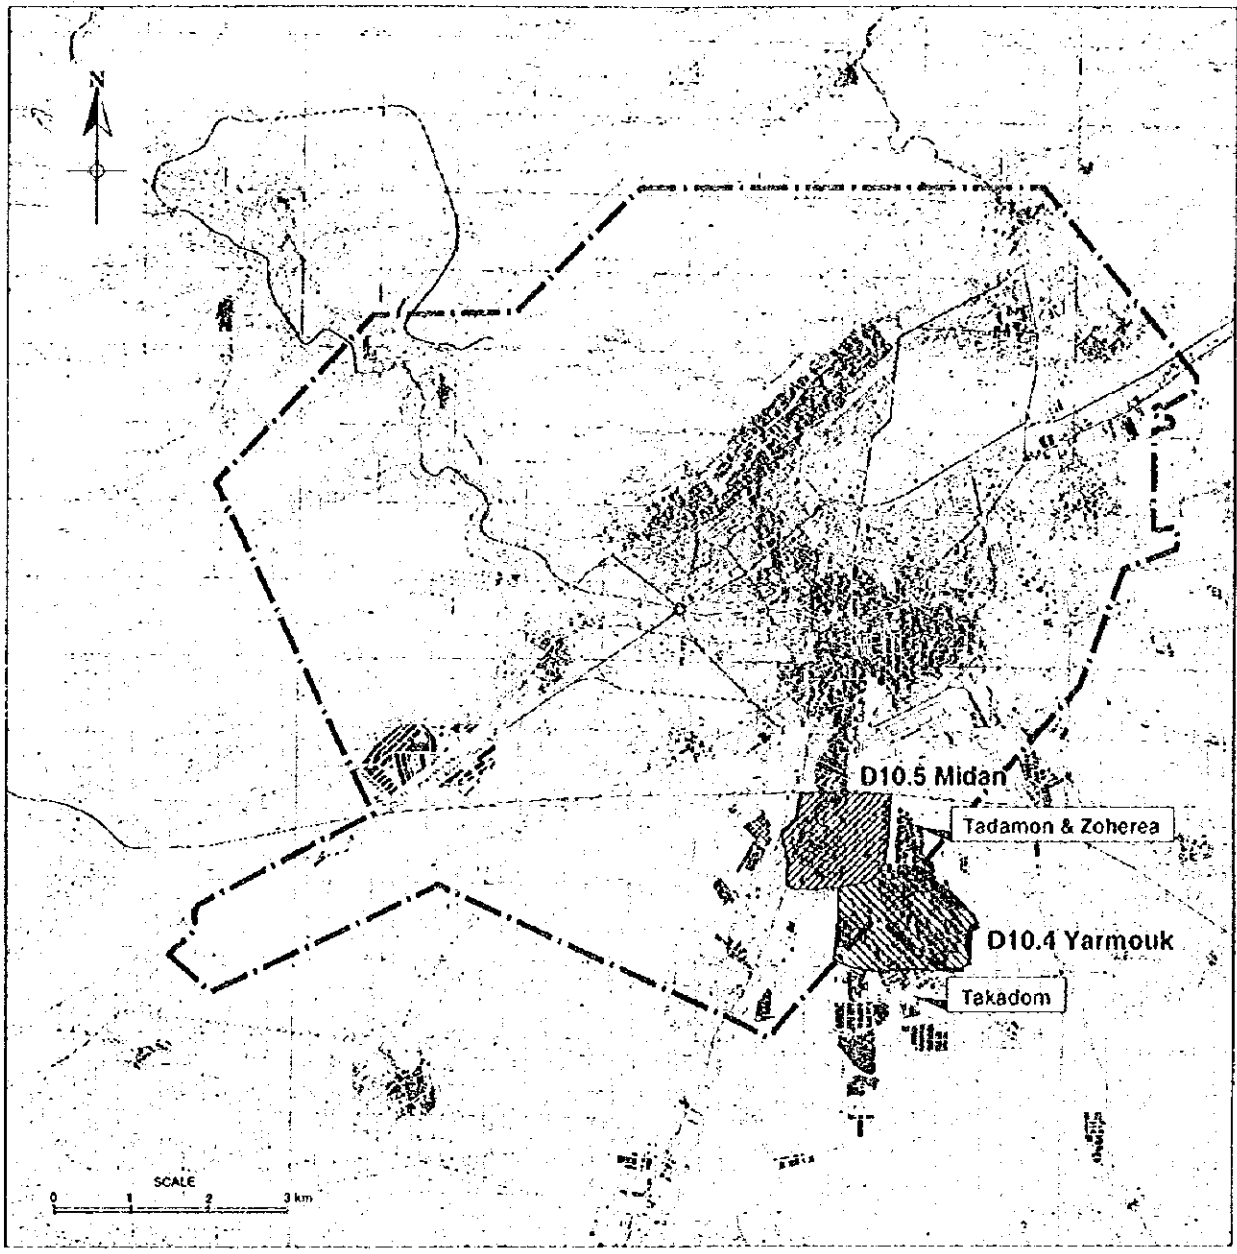 N
D10.5 Midan
Tadamon & Zoherea
D10.4 Yarmouk
Takadom
SCALE
0 1 2 3 km